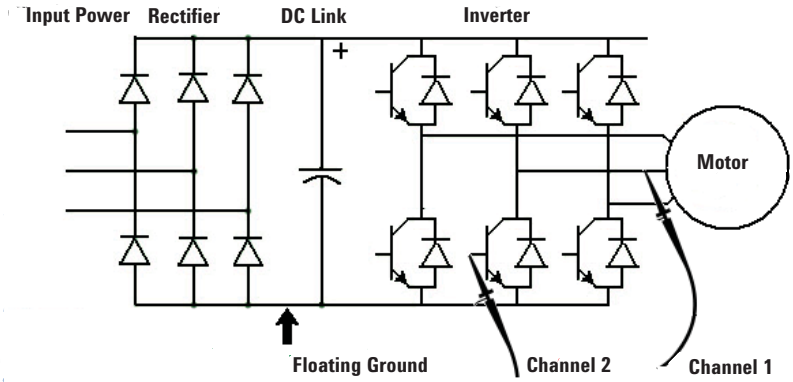 Input Power Rectifier DC Link Inverter
+
Motor
Floating Ground Channel 2 Channel 1